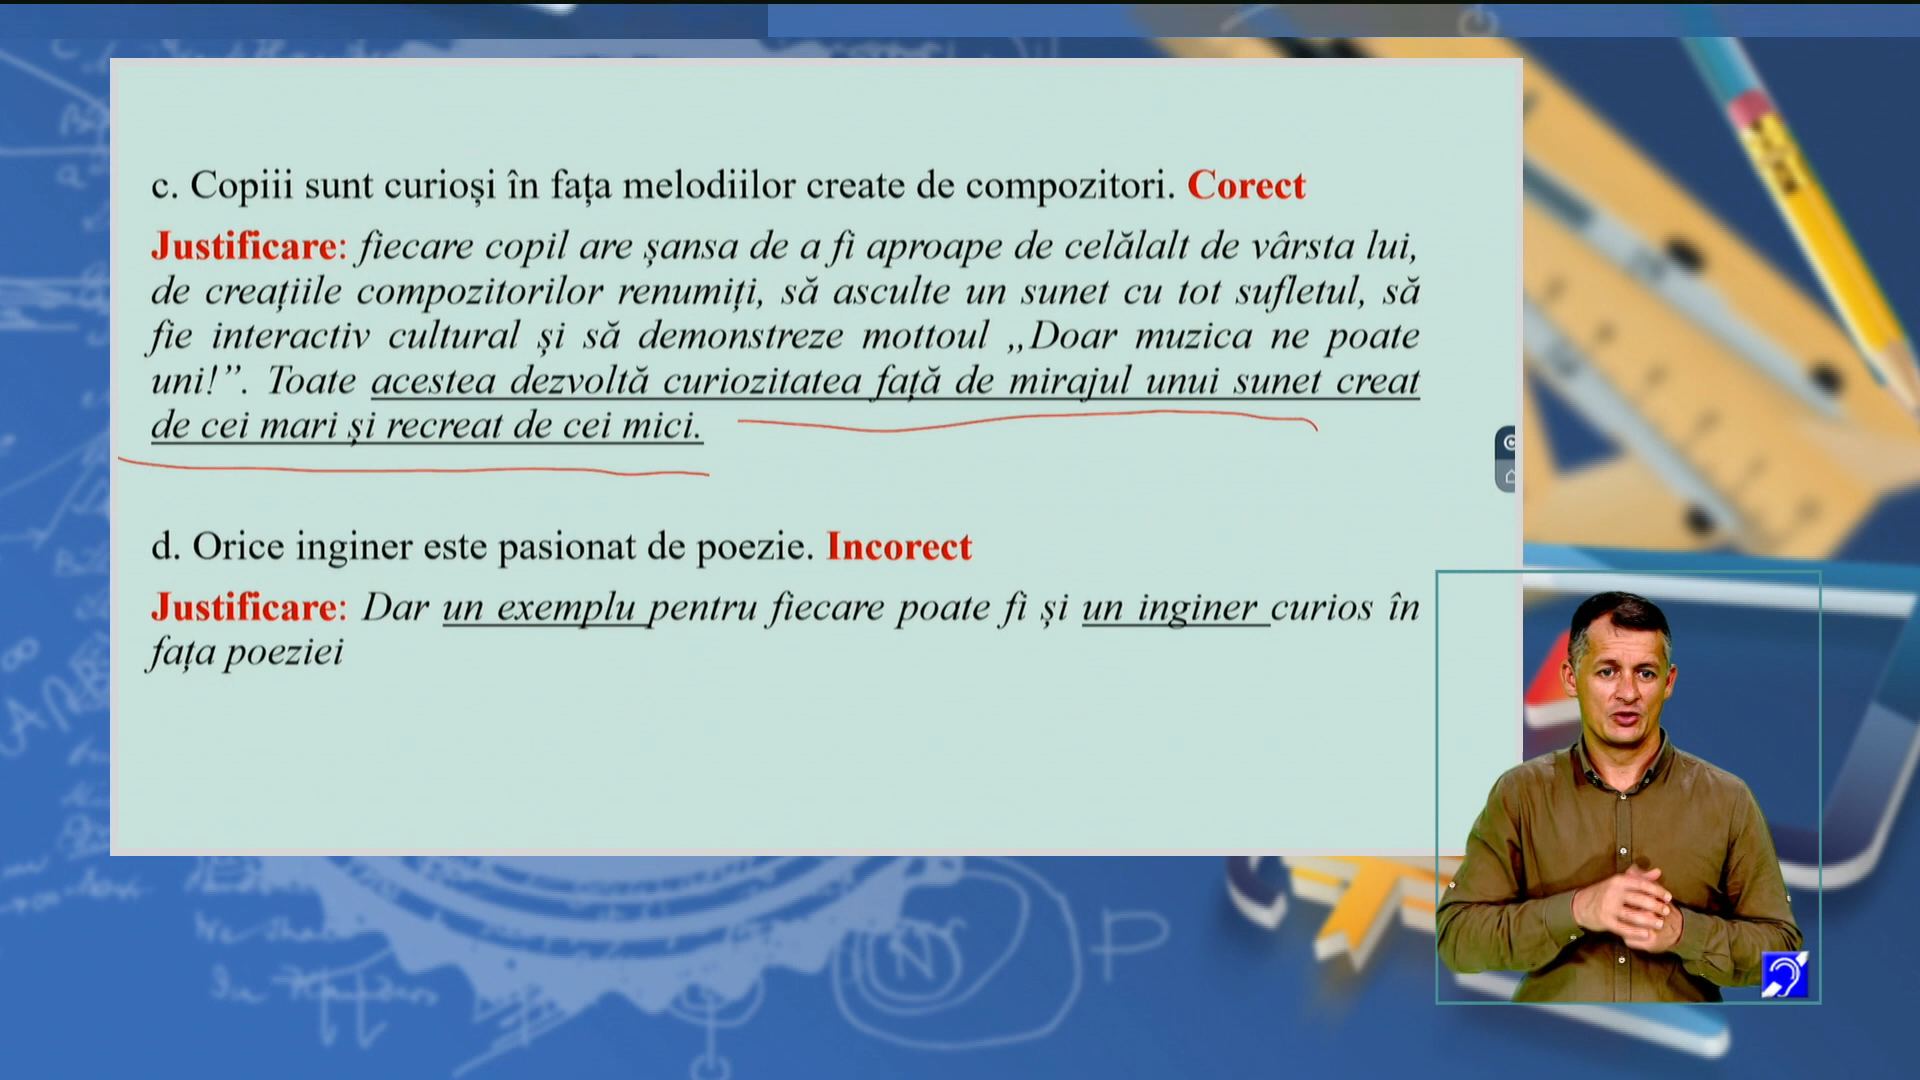 c. Copiii sunt curioși în fața melodiilor create de compozitori. Corect
Justificare: fiecare copil are șansa de a fi aproape de celălalt de vârsta lui,
de creațiile compozitorilor renumiți, să asculte un sunet cu tot sufletul, să
fie interactiv cultural și să demonstreze mottoul „Doar muzica ne poate
uni!”. Toate acestea dezvoltă curiozitatea față de mirajul unui sunet creat
de cei mari și recreat de cei mici.
d. Orice inginer este pasionat de poezie. Incorect
Justificare: Dar un exemplu pentru fiecare poate fi și un inginer curios în
fața poeziei
N
P